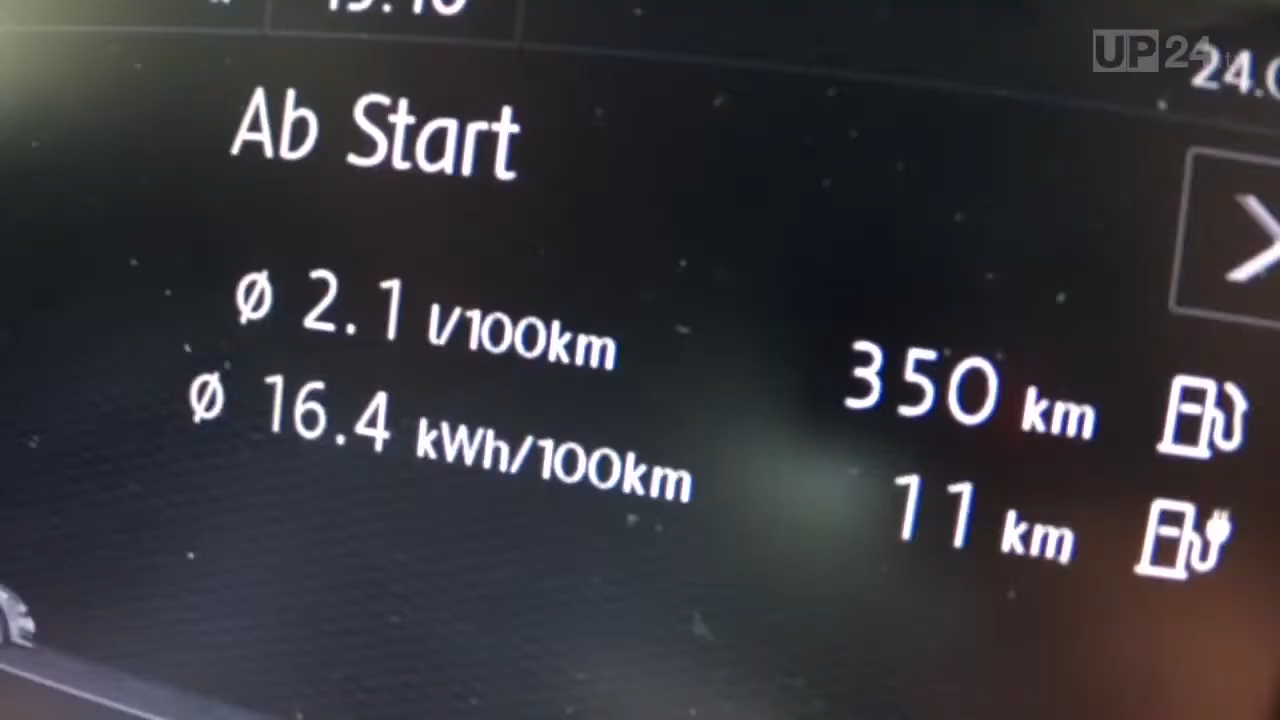 UP24
Ab Start
ø 2.1 l/100km
350 km
ø 16.4 kWh/100km
11 km